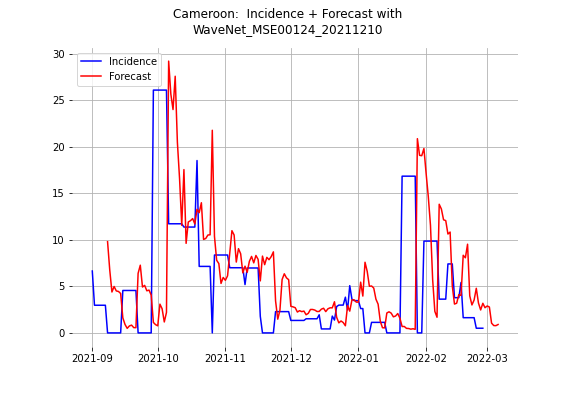 Cameroon:  Incidence + Forecast with
WaveNet_MSE00124_20211210
Incidence
Forecast
30
25
20
15
10
5
0
2021-09 2021-10 2021-11 2021-12 2022-01 2022-02 2022-03